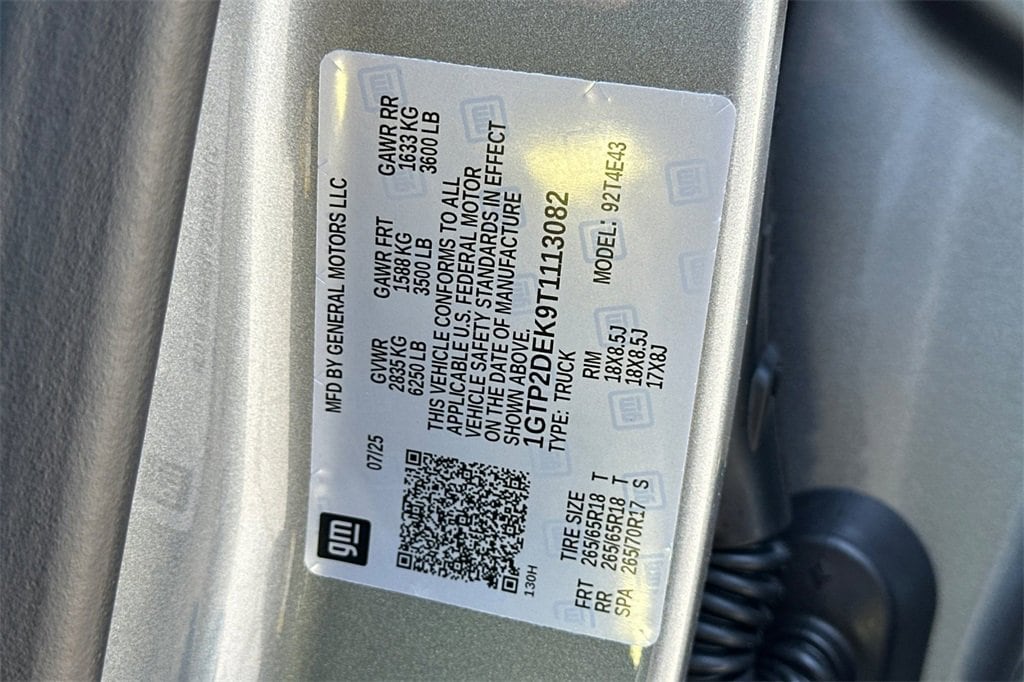 gm
MFD BY GENERAL MOTORS LLC
07/25
GVWR GAWR FRT GAWR RR
2835 KG 1588 KG 1633 KG
6250 LB 3500 LB 3600 LB
THIS VEHICLE CONFORMS TO ALL
APPLICABLE U.S. FEDERAL MOTOR
VEHICLE SAFETY STANDARDS IN EFFECT
ON THE DATE OF MANUFACTURE
SHOWN ABOVE.
1GTP2DEK9T1113082
TYPE: TRUCK
130H
MODEL: 92T4E43
TIRE SIZE RIM
FRT 265/65R18 T 18X8.5J
RR 265/65R18 T 18X8.5J
SPA 265/70R17 S 17X8J